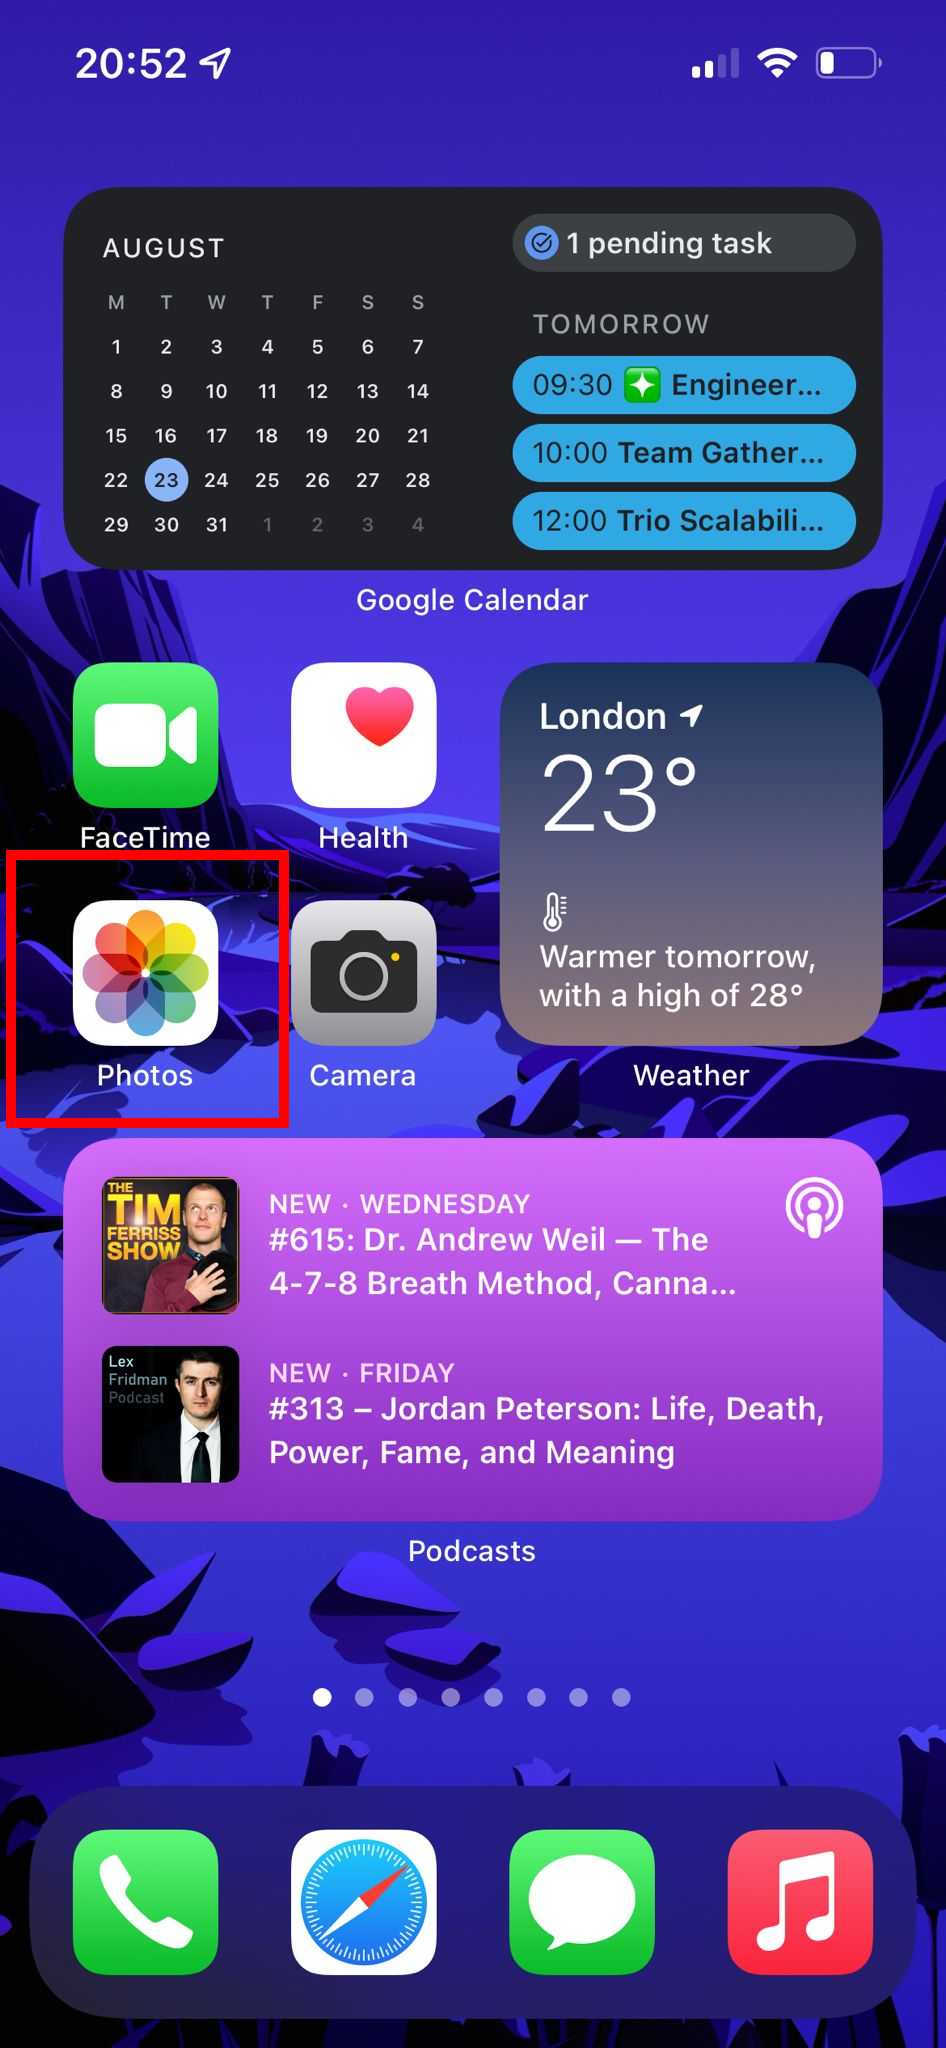 20:52
AUGUST
M T W T F S S
1 2 3 4 5 6 7
8 9 10 11 12 13 14
15 16 17 18 19 20 21
22 23 24 25 26 27 28
29 30 31 1 2 3 4
1 pending task
TOMORROW
09:30 Engineer...
10:00 Team Gather...
12:00 Trio Scalabili...
Google Calendar
FaceTime
Health
London
23°
Warmer tomorrow,
with a high of 28°
Photos
Camera
Weather
THE
TIM
FERRISS
SHOW
NEW · WEDNESDAY
#615: Dr. Andrew Weil — The
4-7-8 Breath Method, Canna...
Lex
Fridman
Podcast
NEW · FRIDAY
#313 – Jordan Peterson: Life, Death,
Power, Fame, and Meaning
Podcasts